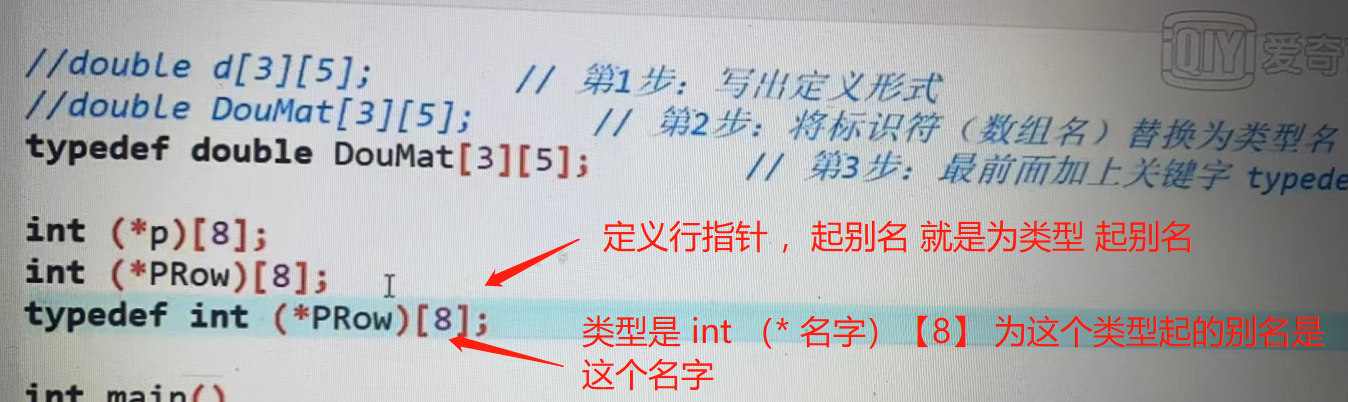 iQIYI 爱奇
//double d[3][5]; // 第1步：写出定义形式
//double DouMat[3][5]; // 第2步：将标识符（数组名）替换为类型名
typedef double DouMat[3][5]; // 第3步：最前面加上关键字 typede
int (*p)[8];
定义行指针 ，起别名 就是为类型 起别名
int (*PRow)[8];
typedef int (*PRow)[8];
类型是 int （* 名字）【8】 为这个类型起的别名是
这个名字
int main()